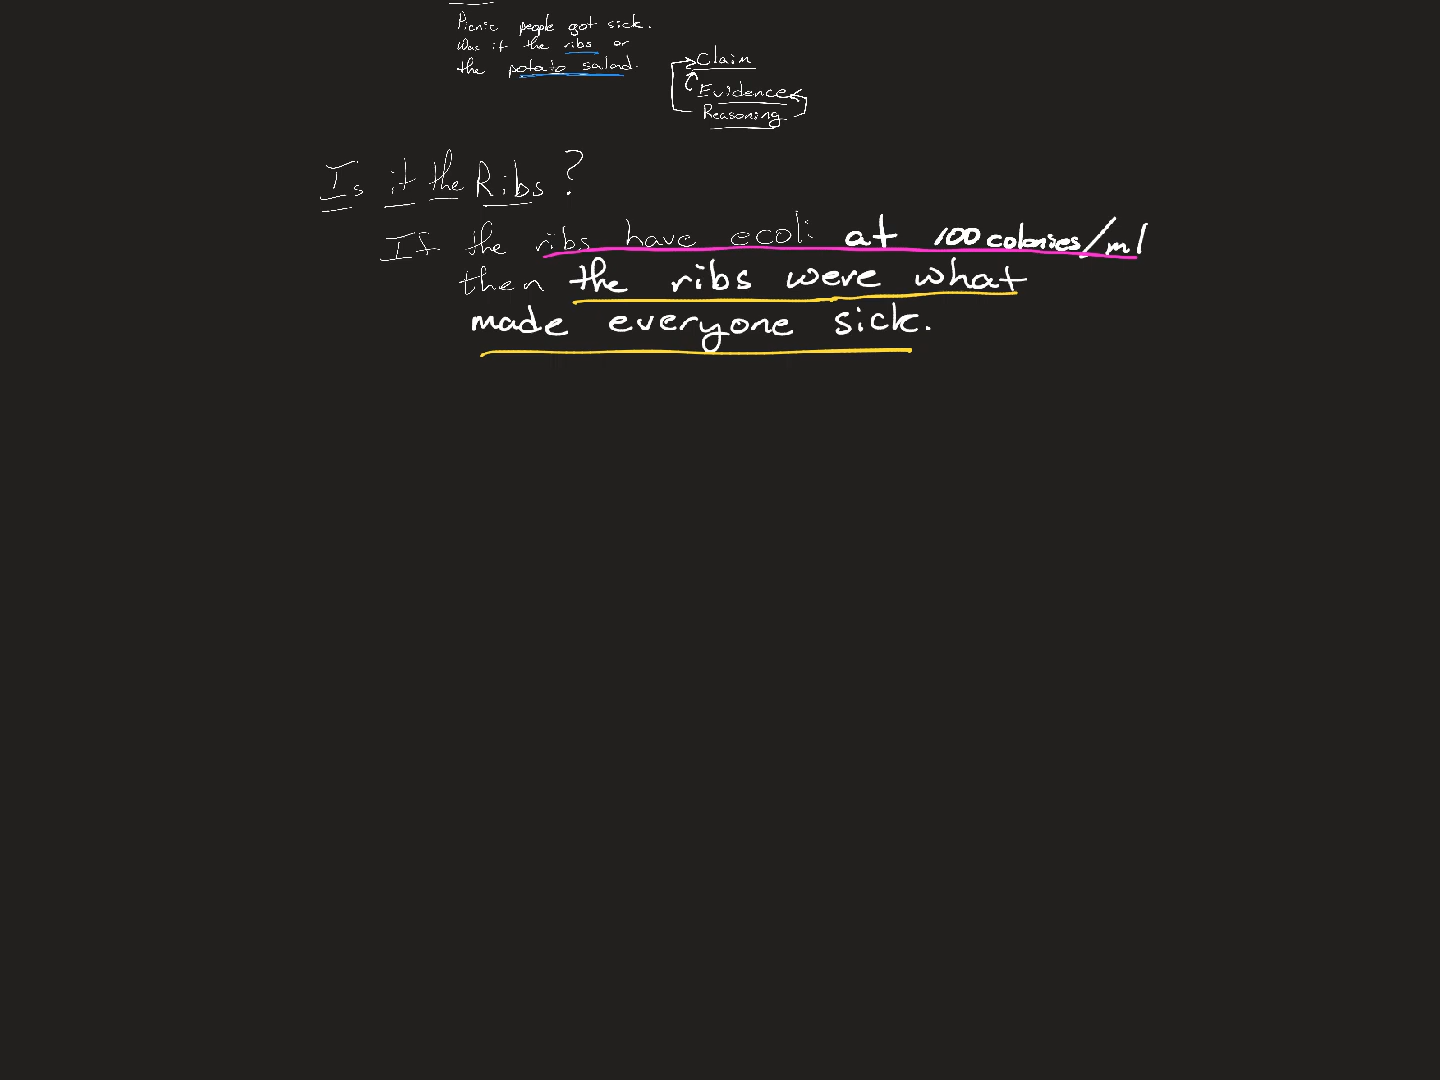 Picnic people got sick.
Was it the ribs or
the potato salad.
Claim
Evidence
Reasoning
Is it the Ribs?
If the ribs have ecoli at 100 colonies/ml
then the ribs were what
made everyone sick.